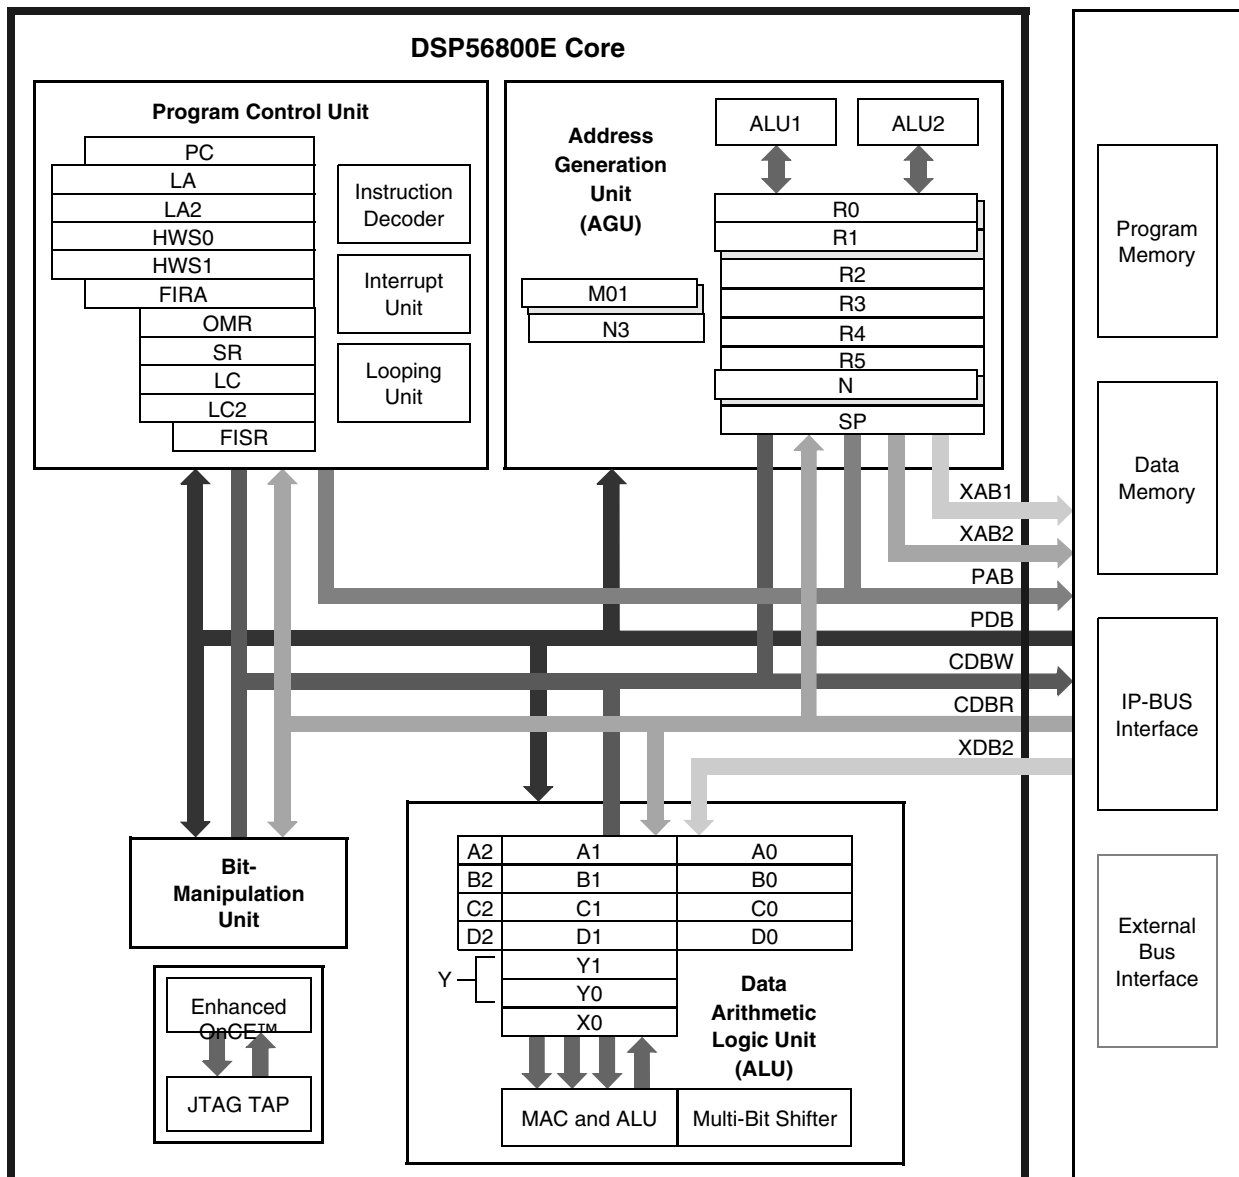 DSP56800E Core
Program Control Unit
PC
LA
LA2
HWS0
HWS1
FIRA
OMR
SR
LC
LC2
FISR
Instruction
Decoder
Interrupt
Unit
Looping
Unit
Address
Generation
Unit
(AGU)
ALU1
ALU2
R0
R1
R2
R3
R4
R5
N
SP
M01
N3
XAB1
XAB2
PAB
PDB
CDBW
CDBR
XDB2
Program
Memory
Data
Memory
IP-BUS
Interface
External
Bus
Interface
Bit-
Manipulation
Unit
Enhanced
OnCE™
JTAG TAP
A2 A1 A0
B2 B1 B0
C2 C1 C0
D2 D1 D0
Y
Y1
Y0
X0
Data
Arithmetic
Logic Unit
(ALU)
MAC and ALU
Multi-Bit Shifter